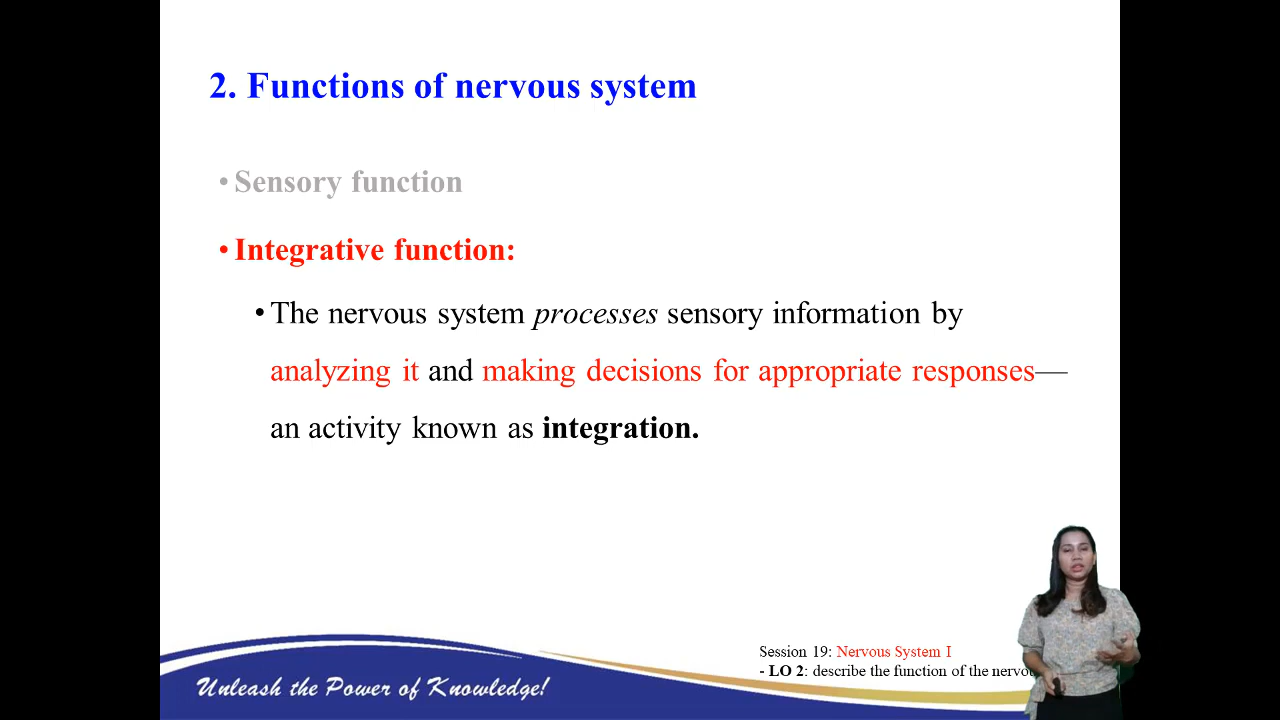 2. Functions of nervous system
• Sensory function
• Integrative function:
• The nervous system processes sensory information by
analyzing it and making decisions for appropriate responses—
an activity known as integration.
Session 19: Nervous System I
- LO 2: describe the function of the
Unleash the Power of Knowledge!